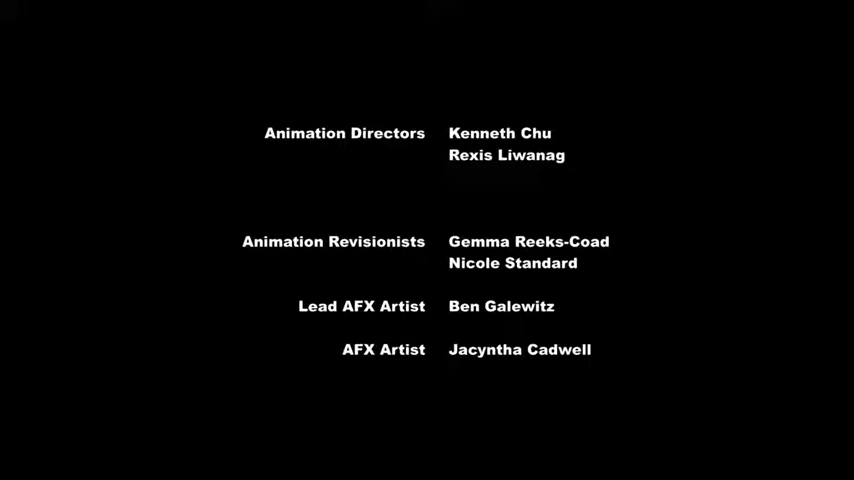 Animation Directors Kenneth Chu
Rexis Liwanag
Animation Revisionists Gemma Reeks-Coad
Nicole Standard
Lead AFX Artist Ben Galewitz
AFX Artist Jacyntha Cadwell